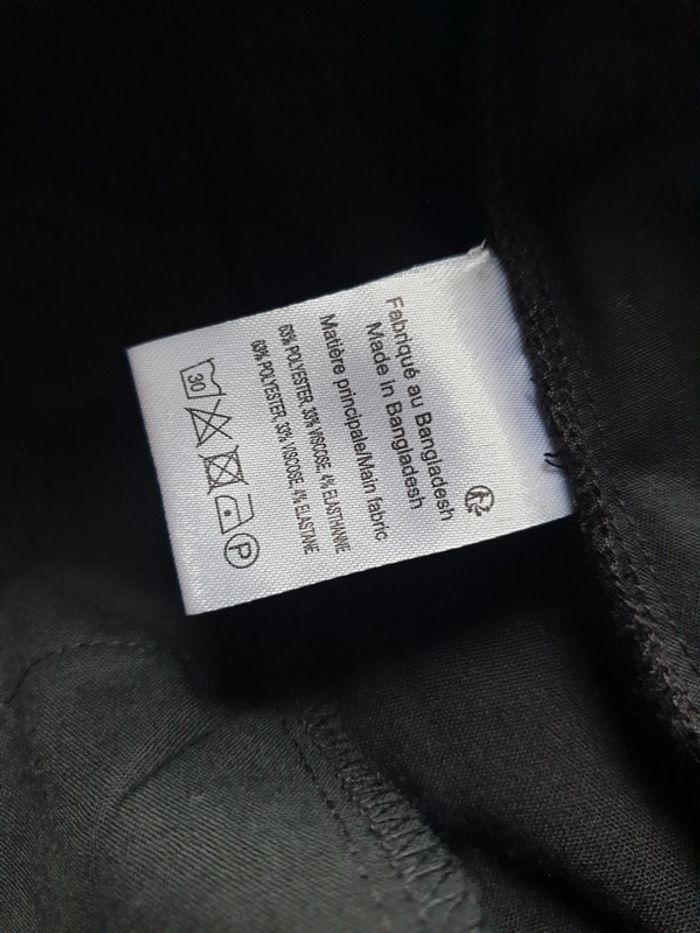 Fabriqué au Bangladesh
Made in Bangladesh
Matière principale/Main fabric
63% POLYESTER, 33% VISCOSE, 4% ELASTHANNE
63% POLYESTER, 33% VISCOSE, 4% ELASTANE
30
P